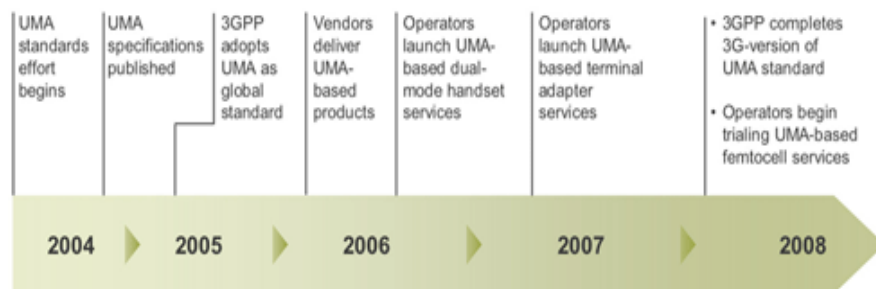 UMA
standards
effort
begins
UMA
specifications
published
3GPP
adopts
UMA as
global
standard
Vendors
deliver
UMA-
based
products
Operators
launch UMA-
based dual-
mode handset
services
Operators
launch UMA-
based terminal
adapter
services
• 3GPP completes
3G-version of
UMA standard
• Operators begin
trialing UMA-based
femtocell services
2004
2005
2006
2007
2008